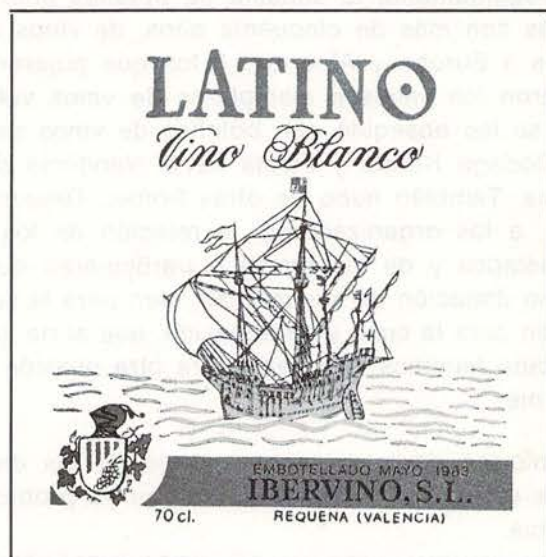 LATINO
Vino Blanco
EMBOTELLADO MAYO 1983
IBERVINO, S.L.
70 cl.
REQUENA (VALENCIA)